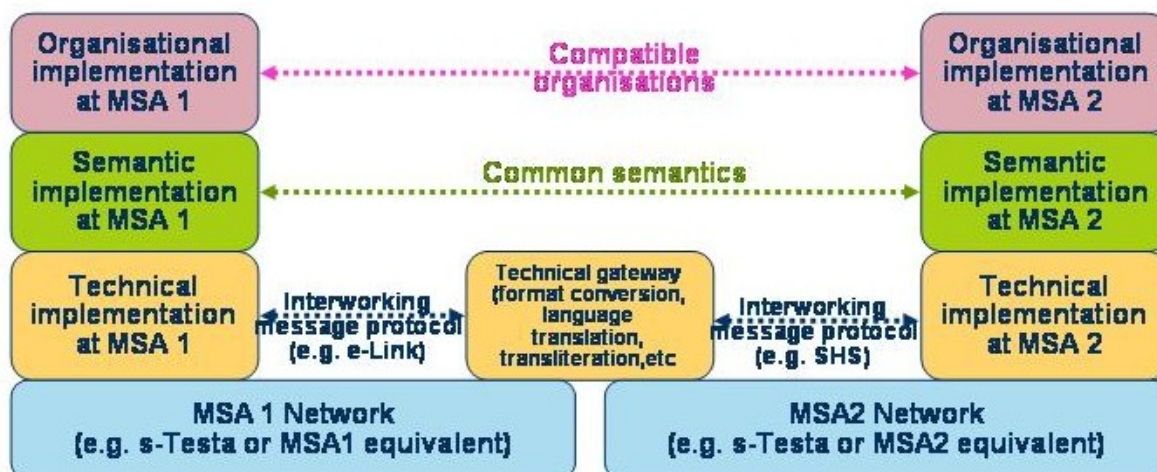 Organisational
implementation
at MSA 1
Compatible
organisations
Organisational
implementation
at MSA 2
Semantic
implementation
at MSA 1
Common semantics
Semantic
implementation
at MSA 2
Technical
implementation
at MSA 1
Interworking
message protocol
(e.g. e-Link)
Technical gateway
(format conversion,
language
translation,
transliteration,etc
Interworking
message protocol
(e.g. SHS)
Technical
implementation
at MSA 2
MSA 1 Network
(e.g. s-Testa or MSA1 equivalent)
MSA2 Network
(e.g. s-Testa or MSA2 equivalent)